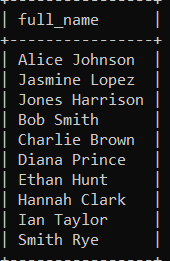 full_name
Alice Johnson
Jasmine Lopez
Jones Harrison
Bob Smith
Charlie Brown
Diana Prince
Ethan Hunt
Hannah Clark
Ian Taylor
Smith Rye